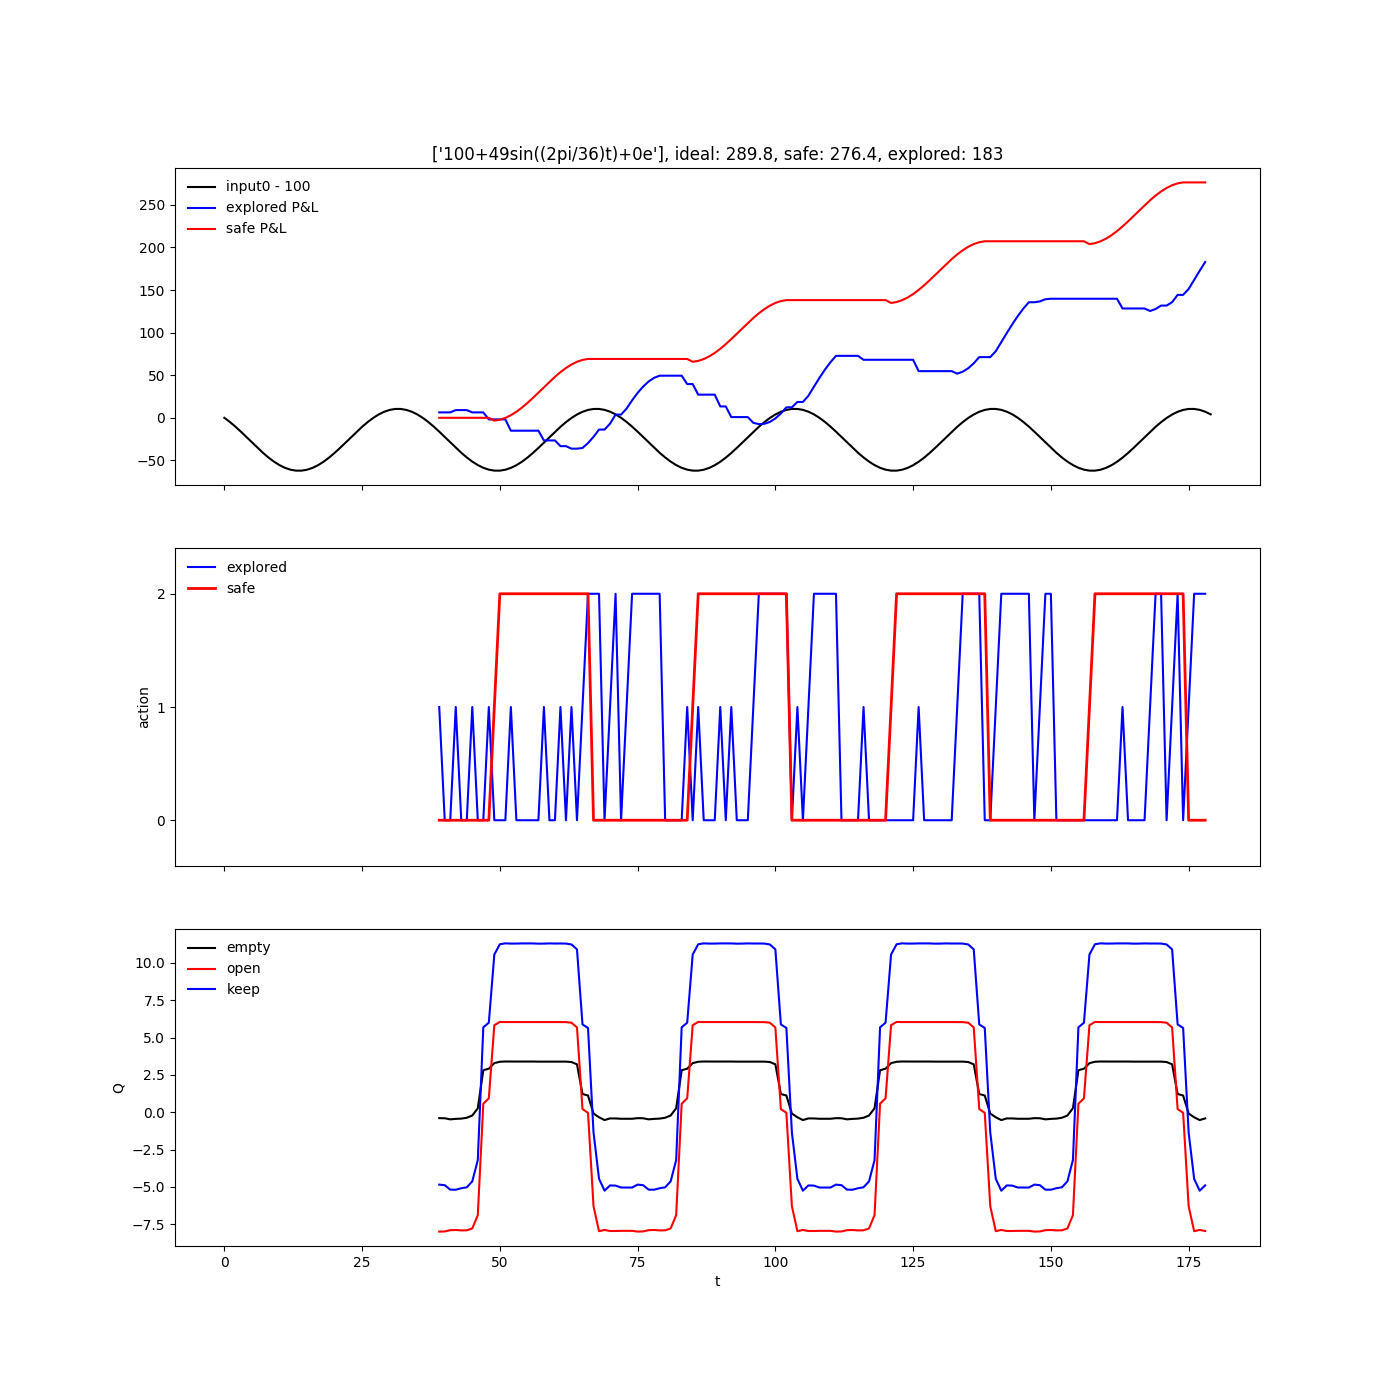 ['100+49sin((2pi/36)t)+0e'], ideal: 289.8, safe: 276.4, explored: 183
input0 - 100
explored P&L
safe P&L
250
200
150
100
50
0
−50
explored
safe
2
1
0
action
empty
open
keep
10.0
7.5
5.0
2.5
0.0
−2.5
−5.0
−7.5
Q
0 25 50 75 100 125 150 175
t